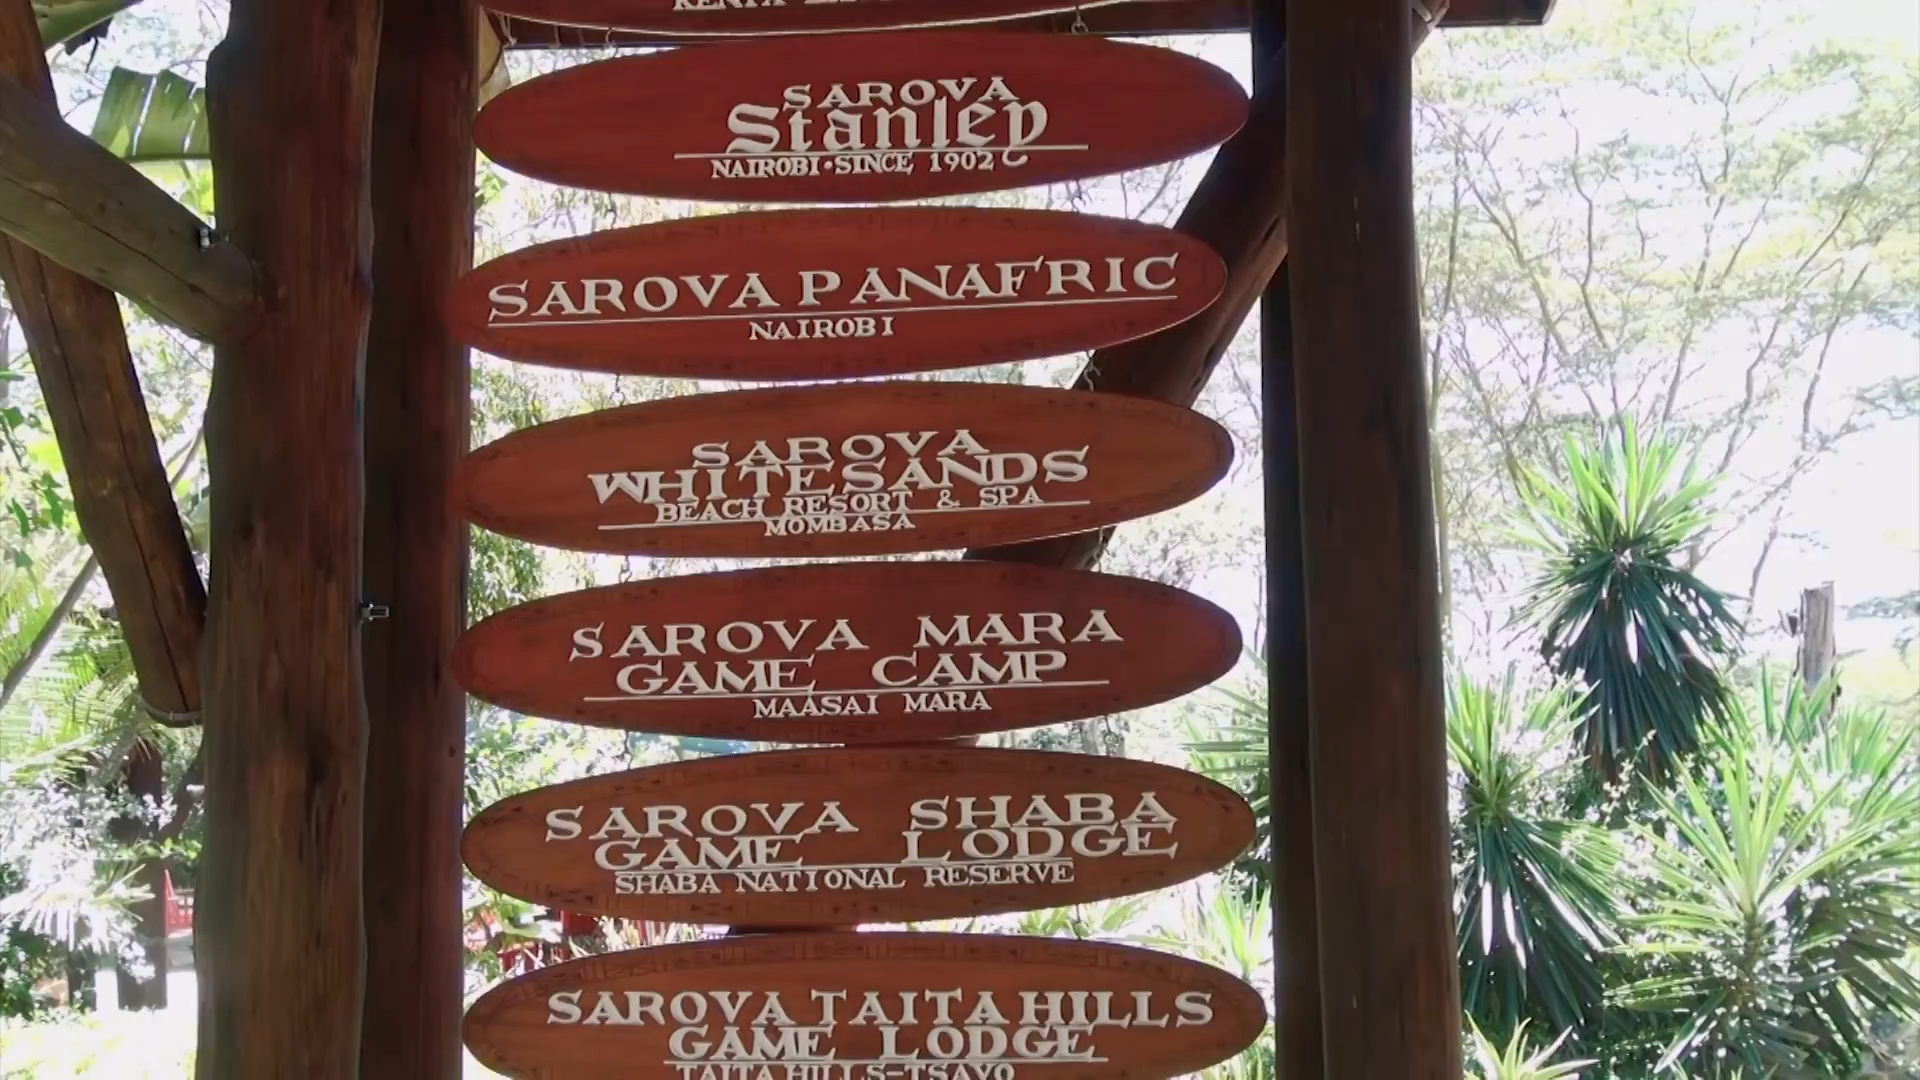 KENYA
SAROVA
Stanley
NAIROBI·SINCE 1902
SAROVA PANAFRIC
NAIROBI
SAROVA
WHITESANDS
BEACH RESORT & SPA
MOMBASA
SAROVA MARA
GAME CAMP
MAASAI MARA
SAROVA SHABA
GAME LODGE
SHABA NATIONAL RESERVE
SAROVA TAITA HILLS
GAME LODGE
TAITA HILLS-TSAVO